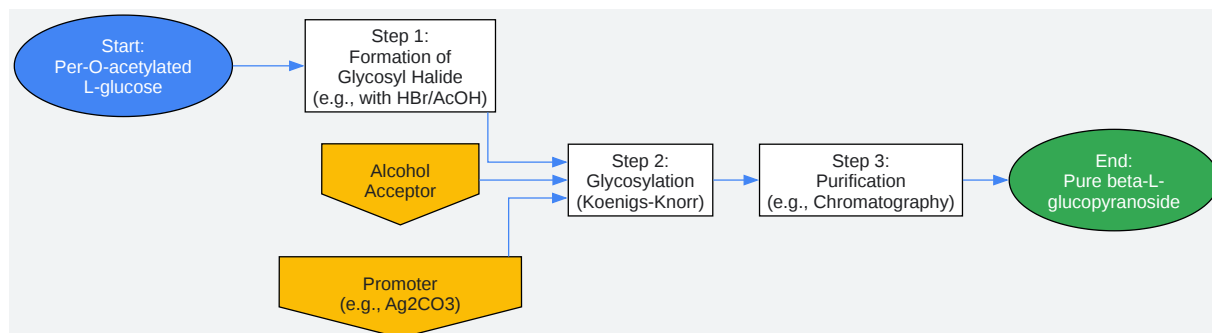 Start:
Per-O-acetylated
L-glucose
Step 1:
Formation of
Glycosyl Halide
(e.g., with HBr/AcOH)
Alcohol
Acceptor
Promoter
(e.g., Ag2CO3)
Step 2:
Glycosylation
(Koenigs-Knorr)
Step 3:
Purification
(e.g., Chromatography)
End:
Pure beta-L-
glucopyranoside